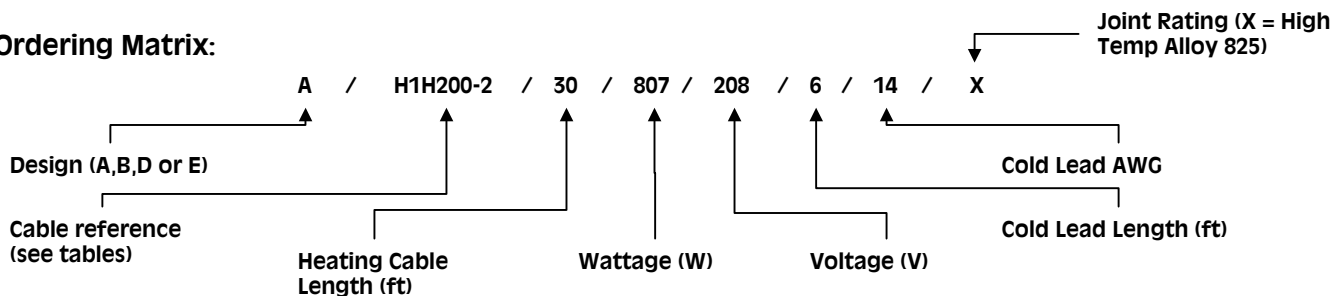 Ordering Matrix:
Joint Rating (X = High
Temp Alloy 825)
A / H1H200-2 / 30 / 807 / 208 / 6 / 14 / X
Design (A,B,D or E)
Cold Lead AWG
Cable reference
(see tables)
Heating Cable
Length (ft)
Wattage (W)
Voltage (V)
Cold Lead Length (ft)